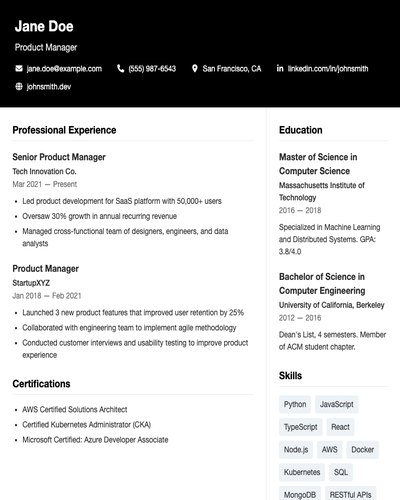 Jane Doe
Product Manager
jane.doe@example.com (555) 987-6543 San Francisco, CA linkedin.com/in/johnsmith
johnsmith.dev
Professional Experience
Senior Product Manager
Tech Innovation Co.
Mar 2021 — Present
• Led product development for SaaS platform with 50,000+ users
• Oversaw 30% growth in annual recurring revenue
• Managed cross-functional team of designers, engineers, and data
analysts
Product Manager
StartupXYZ
Jan 2018 — Feb 2021
• Launched 3 new product features that improved user retention by 25%
• Collaborated with engineering team to implement agile methodology
• Conducted customer interviews and usability testing to improve product
experience
Certifications
• AWS Certified Solutions Architect
• Certified Kubernetes Administrator (CKA)
• Microsoft Certified: Azure Developer Associate
Education
Master of Science in
Computer Science
Massachusetts Institute of
Technology
2016 — 2018
Specialized in Machine Learning
and Distributed Systems. GPA:
3.8/4.0
Bachelor of Science in
Computer Engineering
University of California, Berkeley
2012 — 2016
Dean's List, 4 semesters. Member
of ACM student chapter.
Skills
Python JavaScript
TypeScript React
Node.js AWS Docker
Kubernetes SQL
MongoDB RESTful APIs